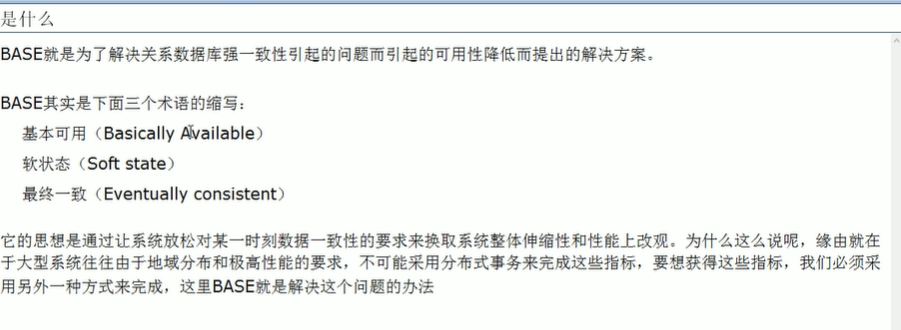 是什么
BASE就是为了解决关系数据库强一致性引起的问题而引起的可用性降低而提出的解决方案。
BASE其实是下面三个术语的缩写：
基本可用（Basically Available）
软状态（Soft state）
最终一致（Eventually consistent）
它的思想是通过让系统放松对某一时刻数据一致性的要求来换取系统整体伸缩性和性能上改观。为什么这么说呢，缘由就在
于大型系统往往由于地域分布和极高性能的要求，不可能采用分布式事务来完成这些指标，要想获得这些指标，我们必须采
用另外一种方式来完成，这里BASE就是解决这个问题的办法